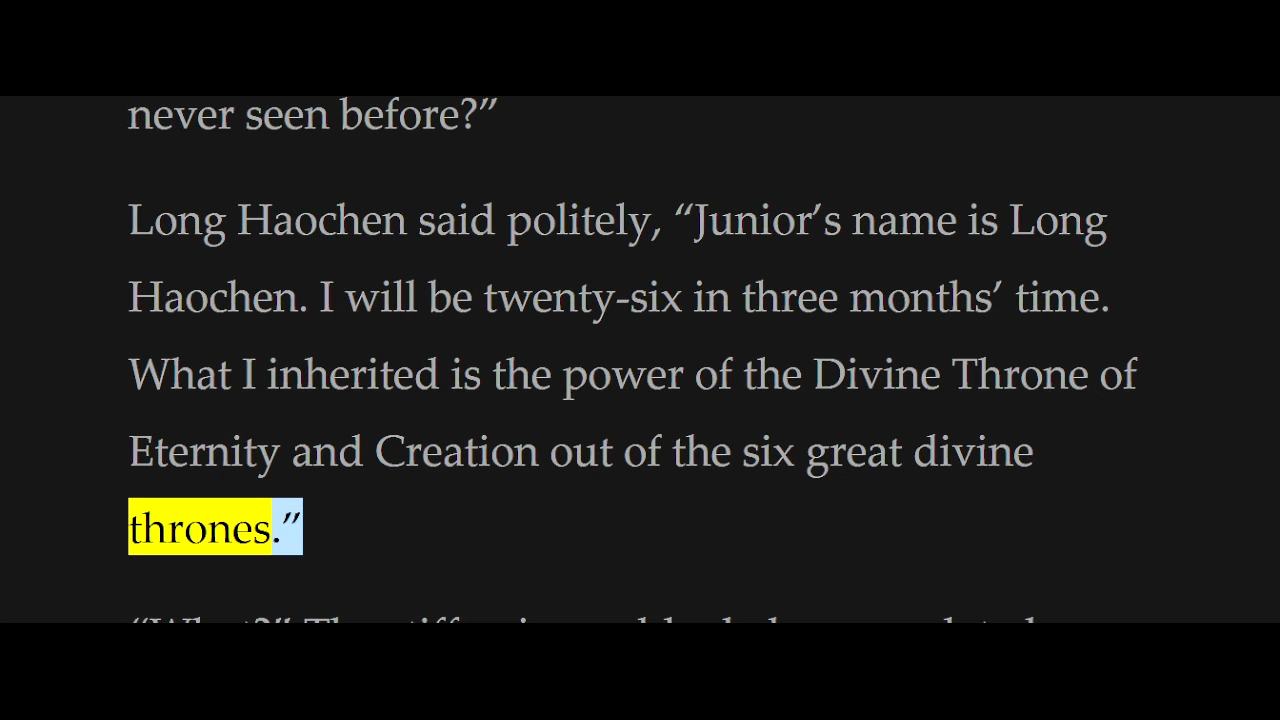 never seen before?”
Long Haochen said politely, “Junior’s name is Long
Haochen. I will be twenty-six in three months’ time.
What I inherited is the power of the Divine Throne of
Eternity and Creation out of the six great divine
thrones.”
“What?” The